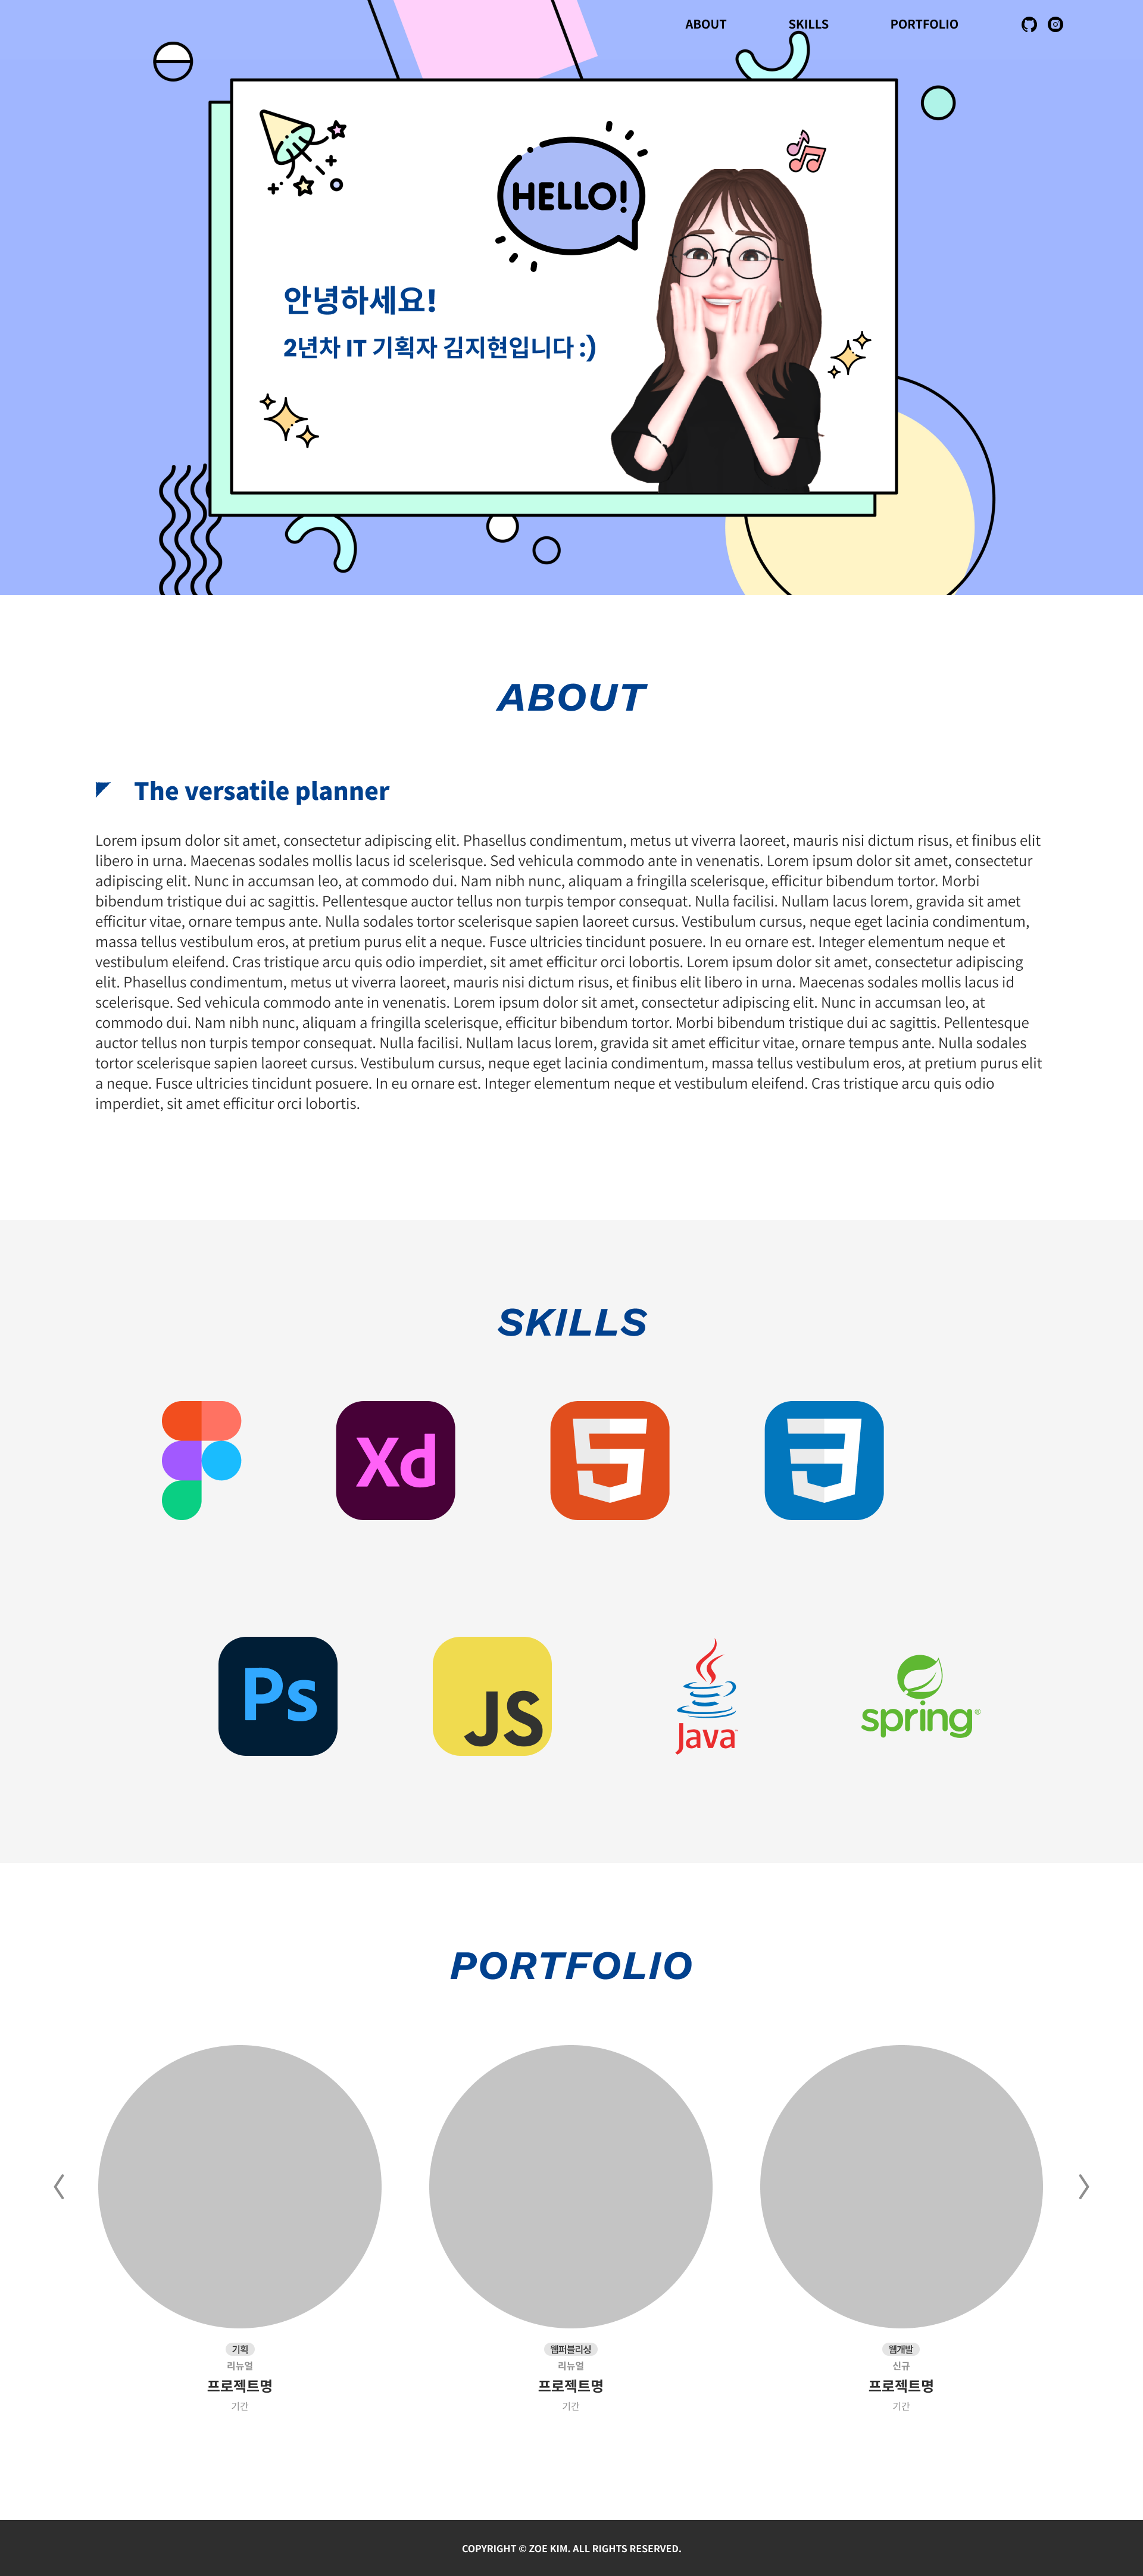 ABOUT SKILLS PORTFOLIO
HELLO!
안녕하세요!
2년차 IT 기획자 김지현입니다 :)
ABOUT
The versatile planner
Lorem ipsum dolor sit amet, consectetur adipiscing elit. Phasellus condimentum, metus ut viverra laoreet, mauris nisi dictum risus, et finibus elit
libero in urna. Maecenas sodales mollis lacus id scelerisque. Sed vehicula commodo ante in venenatis. Lorem ipsum dolor sit amet, consectetur
adipiscing elit. Nunc in accumsan leo, at commodo dui. Nam nibh nunc, aliquam a fringilla scelerisque, efficitur bibendum tortor. Morbi
bibendum tristique dui ac sagittis. Pellentesque auctor tellus non turpis tempor consequat. Nulla facilisi. Nullam lacus lorem, gravida sit amet
efficitur vitae, ornare tempus ante. Nulla sodales tortor scelerisque sapien laoreet cursus. Vestibulum cursus, neque eget lacinia condimentum,
massa tellus vestibulum eros, at pretium purus elit a neque. Fusce ultricies tincidunt posuere. In eu ornare est. Integer elementum neque et
vestibulum eleifend. Cras tristique arcu quis odio imperdiet, sit amet efficitur orci lobortis. Lorem ipsum dolor sit amet, consectetur adipiscing
elit. Phasellus condimentum, metus ut viverra laoreet, mauris nisi dictum risus, et finibus elit libero in urna. Maecenas sodales mollis lacus id
scelerisque. Sed vehicula commodo ante in venenatis. Lorem ipsum dolor sit amet, consectetur adipiscing elit. Nunc in accumsan leo, at
commodo dui. Nam nibh nunc, aliquam a fringilla scelerisque, efficitur bibendum tortor. Morbi bibendum tristique dui ac sagittis. Pellentesque
auctor tellus non turpis tempor consequat. Nulla facilisi. Nullam lacus lorem, gravida sit amet efficitur vitae, ornare tempus ante. Nulla sodales
tortor scelerisque sapien laoreet cursus. Vestibulum cursus, neque eget lacinia condimentum, massa tellus vestibulum eros, at pretium purus elit
a neque. Fusce ultricies tincidunt posuere. In eu ornare est. Integer elementum neque et vestibulum eleifend. Cras tristique arcu quis odio
imperdiet, sit amet efficitur orci lobortis.
SKILLS
Xd
Ps JS Java spring®
PORTFOLIO
기획 웹퍼블리싱 웹개발
리뉴얼 리뉴얼 신규
프로젝트명 프로젝트명 프로젝트명
기간 기간 기간
COPYRIGHT © ZOE KIM. ALL RIGHTS RESERVED.